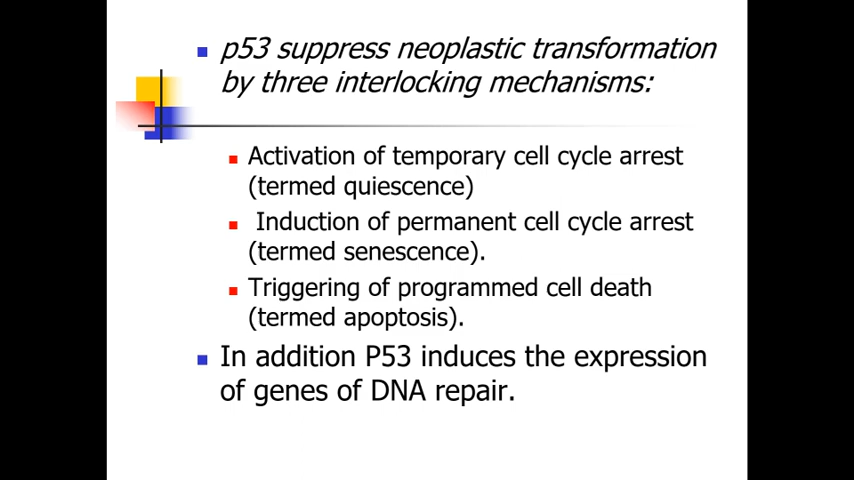 p53 suppress neoplastic transformation
by three interlocking mechanisms:
Activation of temporary cell cycle arrest
(termed quiescence)
Induction of permanent cell cycle arrest
(termed senescence).
Triggering of programmed cell death
(termed apoptosis).
In addition P53 induces the expression
of genes of DNA repair.